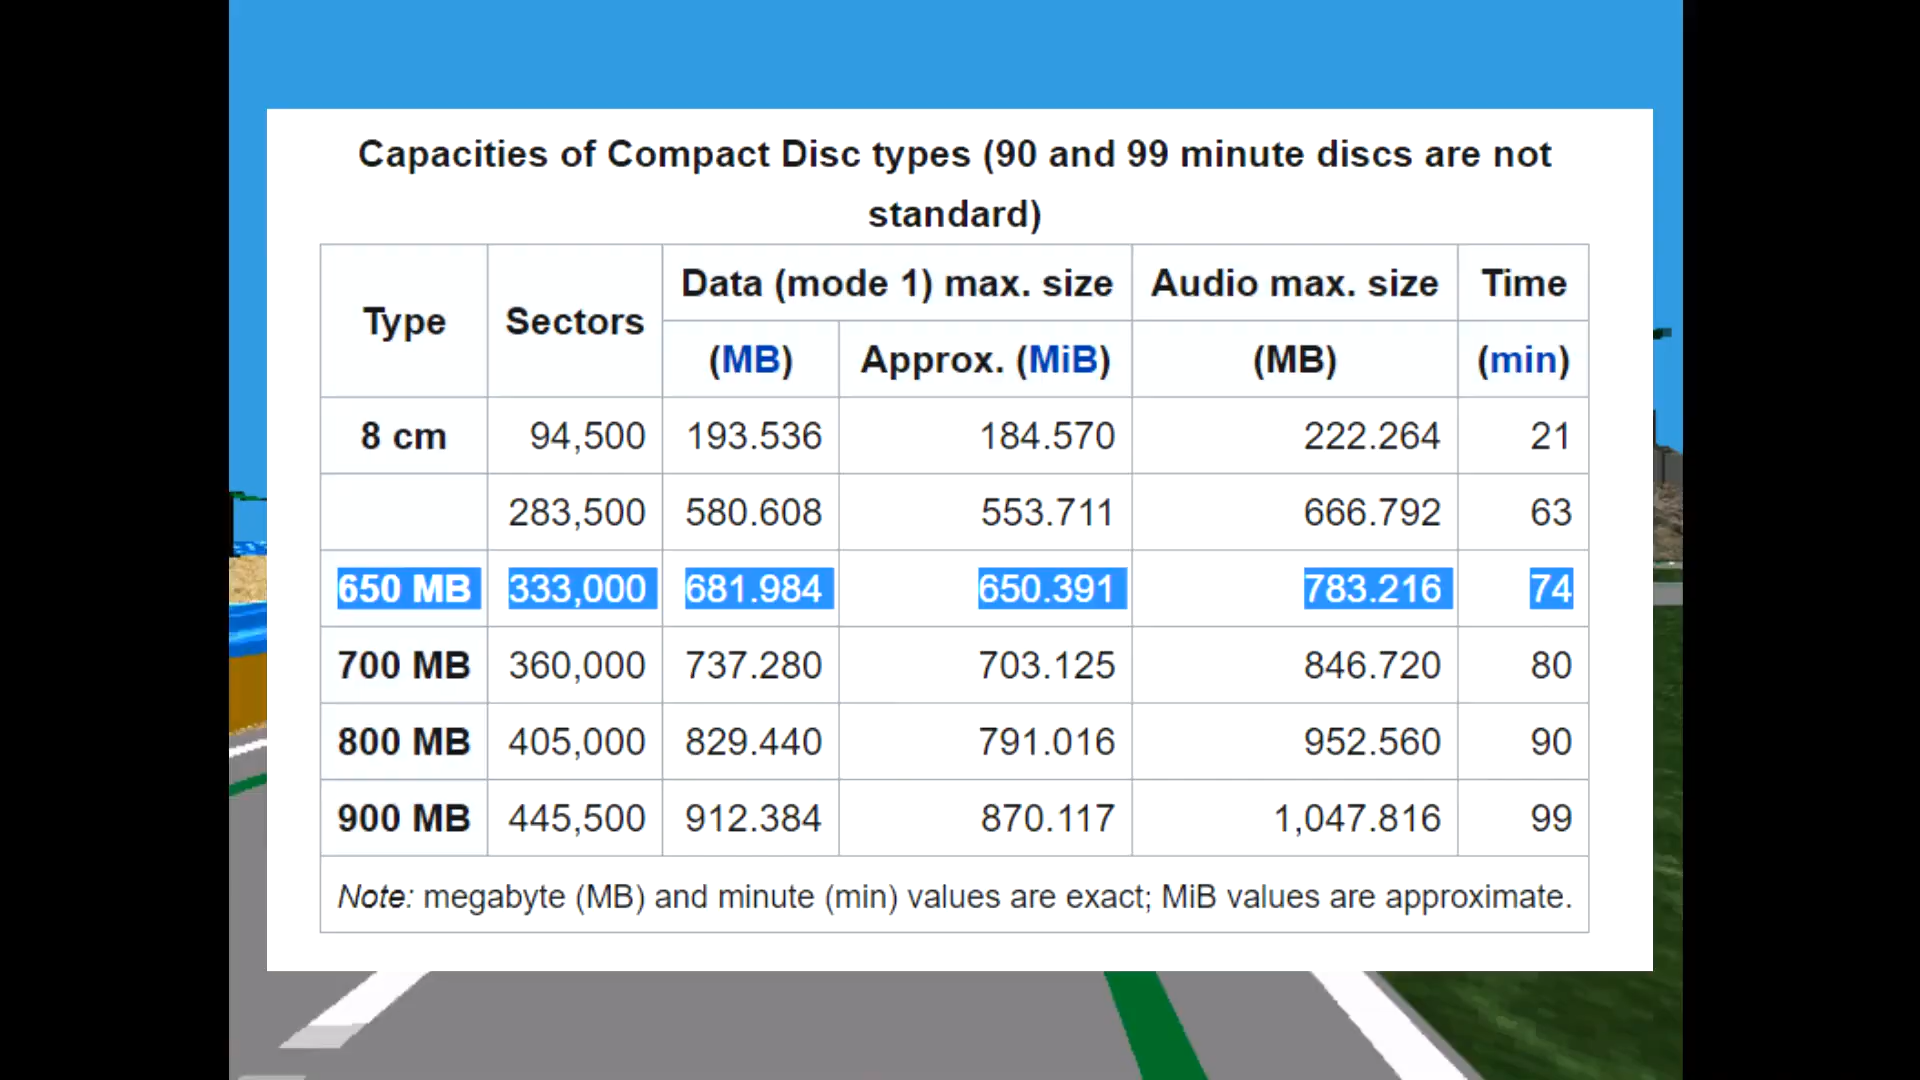 Capacities of Compact Disc types (90 and 99 minute discs are not
standard)
Type Sectors Data (mode 1) max. size Audio max. size Time
(MB) Approx. (MiB) (MB) (min)
8 cm 94,500 193.536 184.570 222.264 21
283,500 580.608 553.711 666.792 63
650 MB 333,000 681.984 650.391 783.216 74
700 MB 360,000 737.280 703.125 846.720 80
800 MB 405,000 829.440 791.016 952.560 90
900 MB 445,500 912.384 870.117 1,047.816 99
Note: megabyte (MB) and minute (min) values are exact; MiB values are approximate.